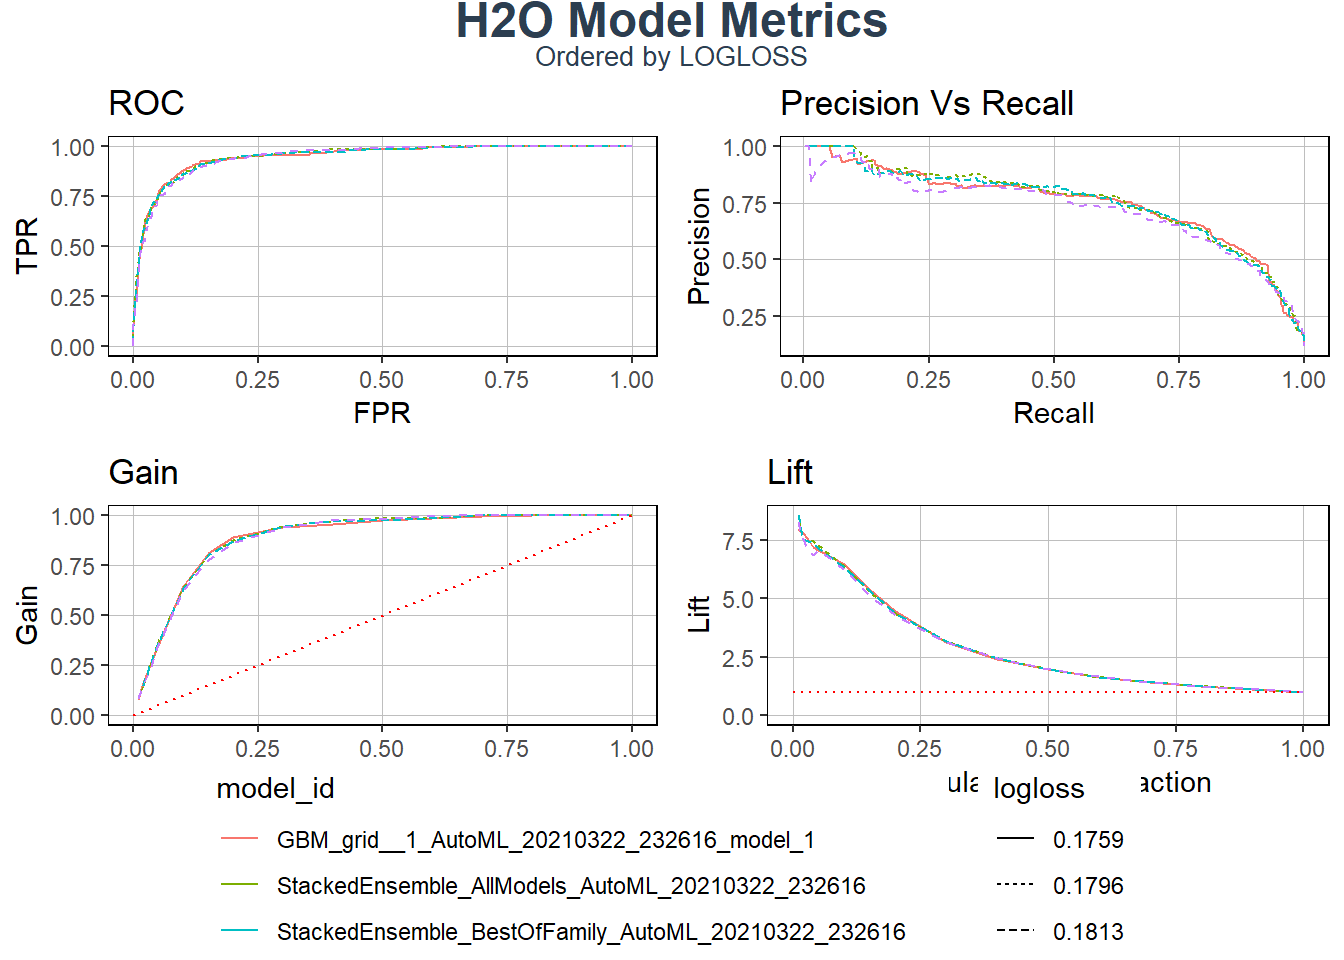 H2O Model Metrics
Ordered by LOGLOSS
ROC
1.00
0.75
0.50
0.25
0.00
TPR
0.00 0.25 0.50 0.75 1.00
FPR
Precision Vs Recall
1.00
0.75
0.50
0.25
Precision
0.00 0.25 0.50 0.75 1.00
Recall
Gain
1.00
0.75
0.50
0.25
0.00
Gain
0.00 0.25 0.50 0.75 1.00
Lift
7.5
5.0
2.5
0.0
Lift
0.00 0.25 0.50 0.75 1.00
action
model_id
GBM_grid__1_AutoML_20210322_232616_model_1
StackedEnsemble_AllModels_AutoML_20210322_232616
StackedEnsemble_BestOfFamily_AutoML_20210322_232616
logloss
0.1759
0.1796
0.1813